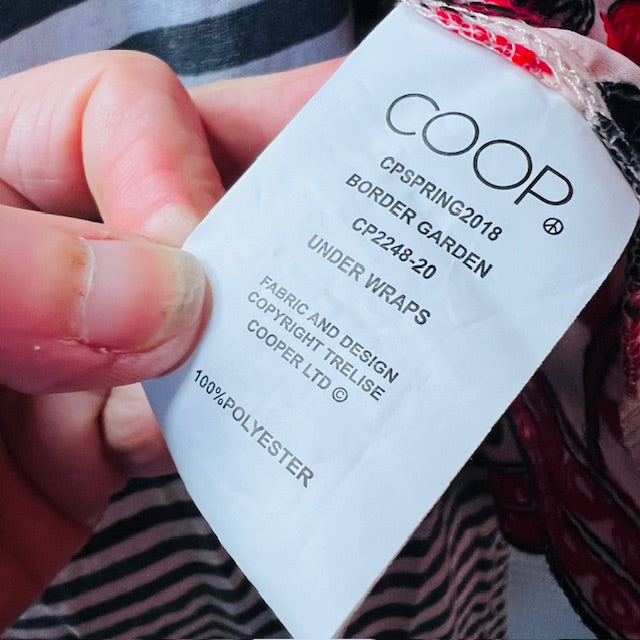 COOP
CPSPRING2018
BORDER GARDEN
CP2248-20
UNDER WRAPS
FABRIC AND DESIGN
COPYRIGHT TRELISE
COOPER LTD ©
100%POLYESTER